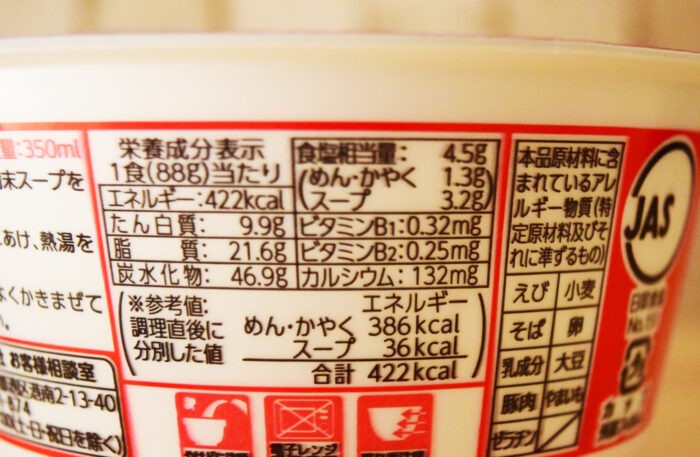 量:350ml
末スープを
あけ、熱湯を
よくかきまぜて
お客様相談室
港区港南2-13-40
土・日・祝日を除く)
栄養成分表示
1食(88g)当たり
エネルギー:422kcal
たん白質: 9.9g
脂質: 21.6g
炭水化物: 46.9g
食塩相当量: 4.5g
(めん・かやく 1.3g)
(スープ 3.2g)
ビタミンB1:0.32mg
ビタミンB2:0.25mg
カルシウム:132mg
(※参考値:
調理直後に
分別した値
エネルギー
めん・かやく 386kcal
スープ 36kcal
合計 422kcal)
電子レンジ
本品原材料に含
まれているアレ
ルギー物質(特
定原材料及びそ
れに準ずるもの)
えび 小麦
そば 卵
乳成分 大豆
豚肉 やまいも
ゼラチン
JAS